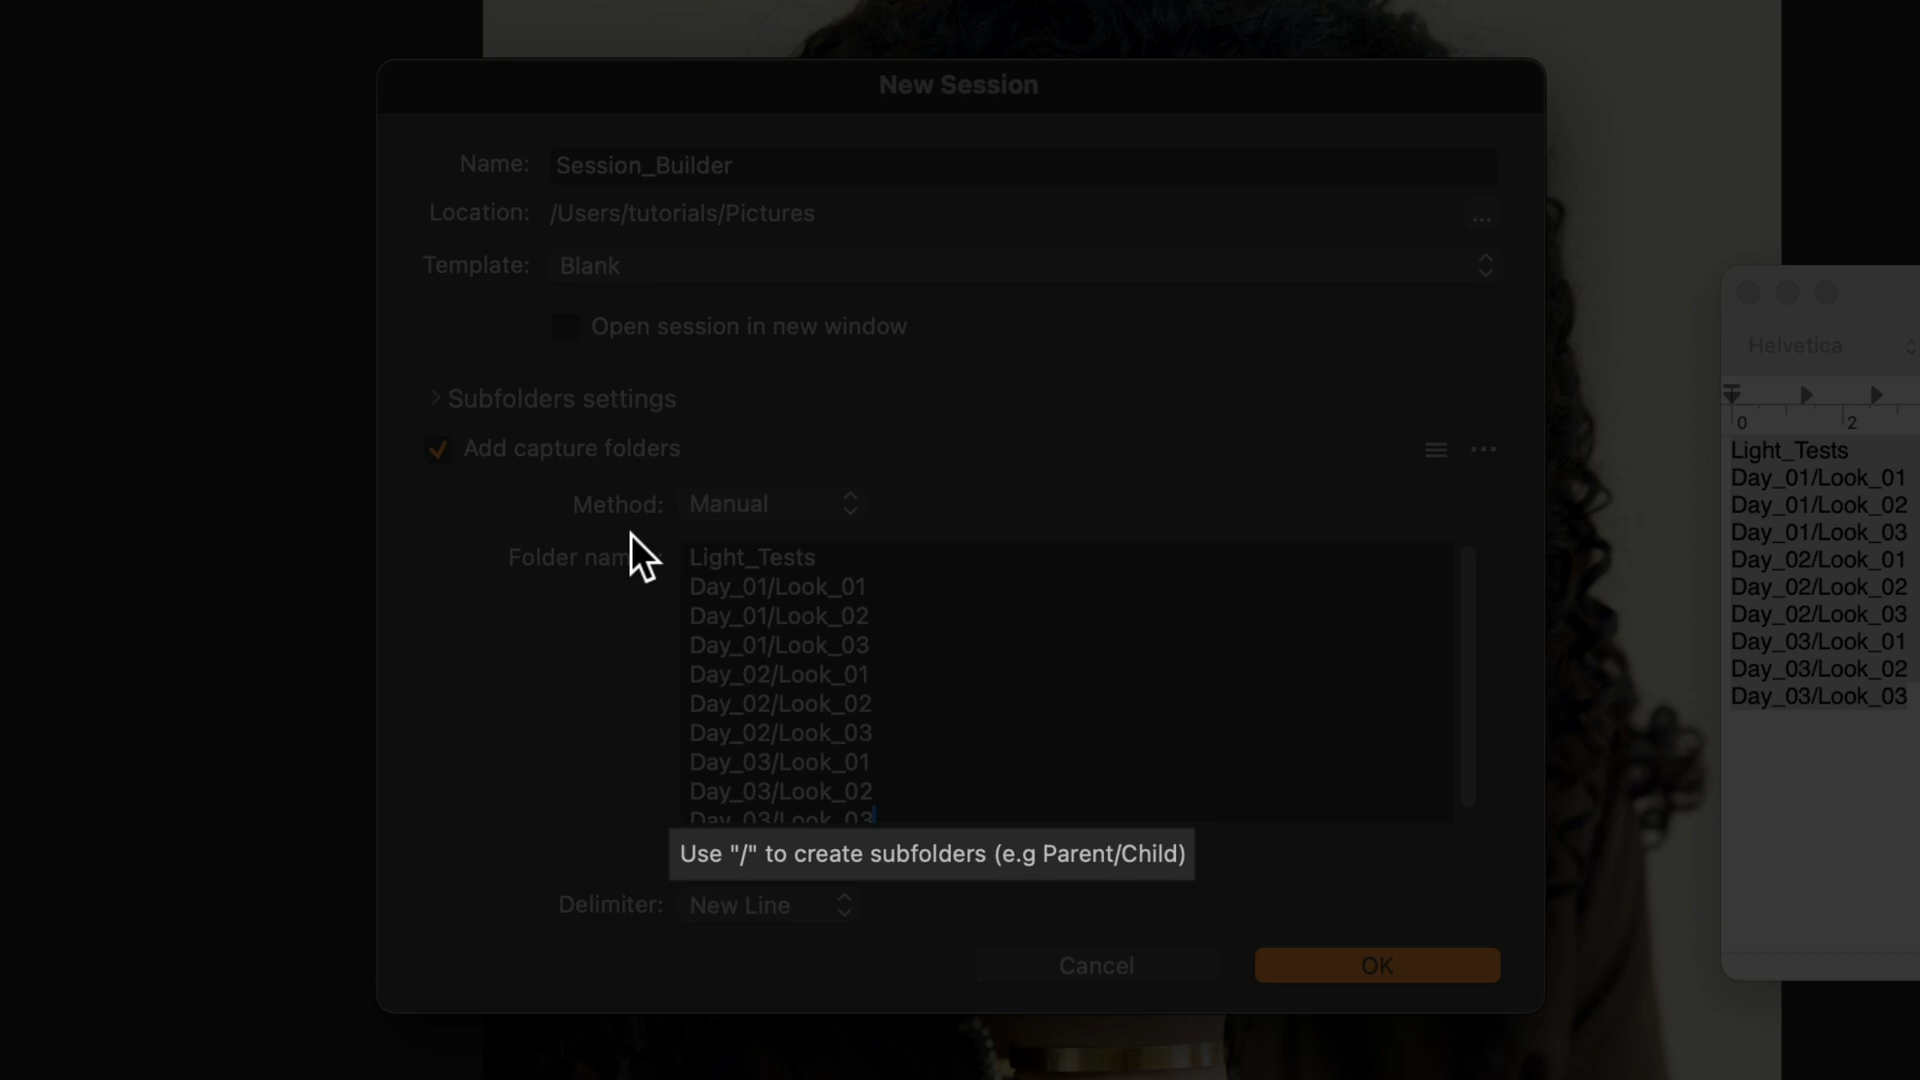 New Session
Name: Session_Builder
Location: /Users/tutorials/Pictures ...
Template: Blank
Open session in new window
Subfolders settings
Add capture folders
Method: Manual
Light_Tests
Day_01/Look_01
Day_01/Look_02
Day_01/Look_03
Day_02/Look_01
Day_02/Look_02
Day_02/Look_03
Day_03/Look_01
Day_03/Look_02
Day_03/Look_03
Use "/" to create subfolders (e.g Parent/Child)
Delimiter: New Line
Cancel
OK
Helvetica
0 2
Light_Tests
Day_01/Look_01
Day_01/Look_02
Day_01/Look_03
Day_02/Look_01
Day_02/Look_02
Day_02/Look_03
Day_03/Look_01
Day_03/Look_02
Day_03/Look_03